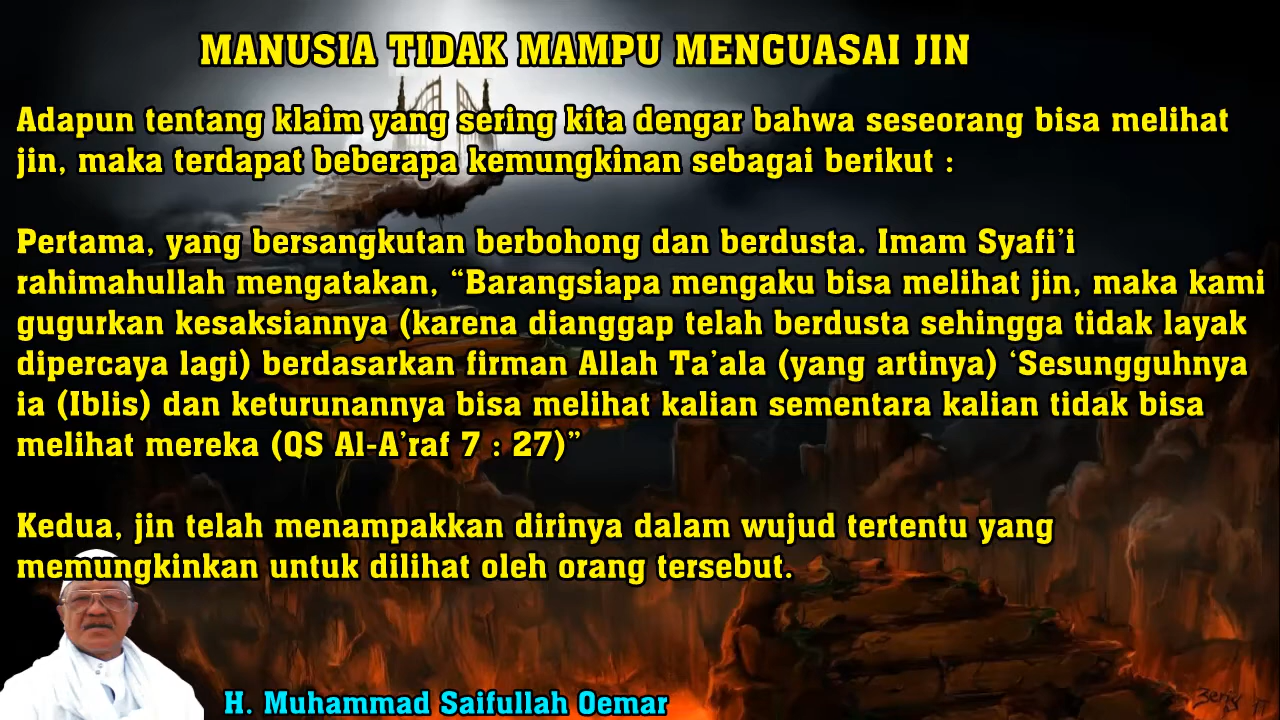 MANUSIA TIDAK MAMPU MENGUASAI JIN
Adapun tentang klaim yang sering kita dengar bahwa seseorang bisa melihat
jin, maka terdapat beberapa kemungkinan sebagai berikut :
Pertama, yang bersangkutan berbohong dan berdusta. Imam Syafi’i
rahimahullah mengatakan, “Barangsiapa mengaku bisa melihat jin, maka kami
gugurkan kesaksiannya (karena dianggap telah berdusta sehingga tidak layak
dipercaya lagi) berdasarkan firman Allah Ta’ala (yang artinya) ‘Sesungguhnya
ia (Iblis) dan keturunannya bisa melihat kalian sementara kalian tidak bisa
melihat mereka (QS Al-A’raf 7 : 27)”
Kedua, jin telah menampakkan dirinya dalam wujud tertentu yang
memungkinkan untuk dilihat oleh orang tersebut.
H. Muhammad Saifullah Oemar